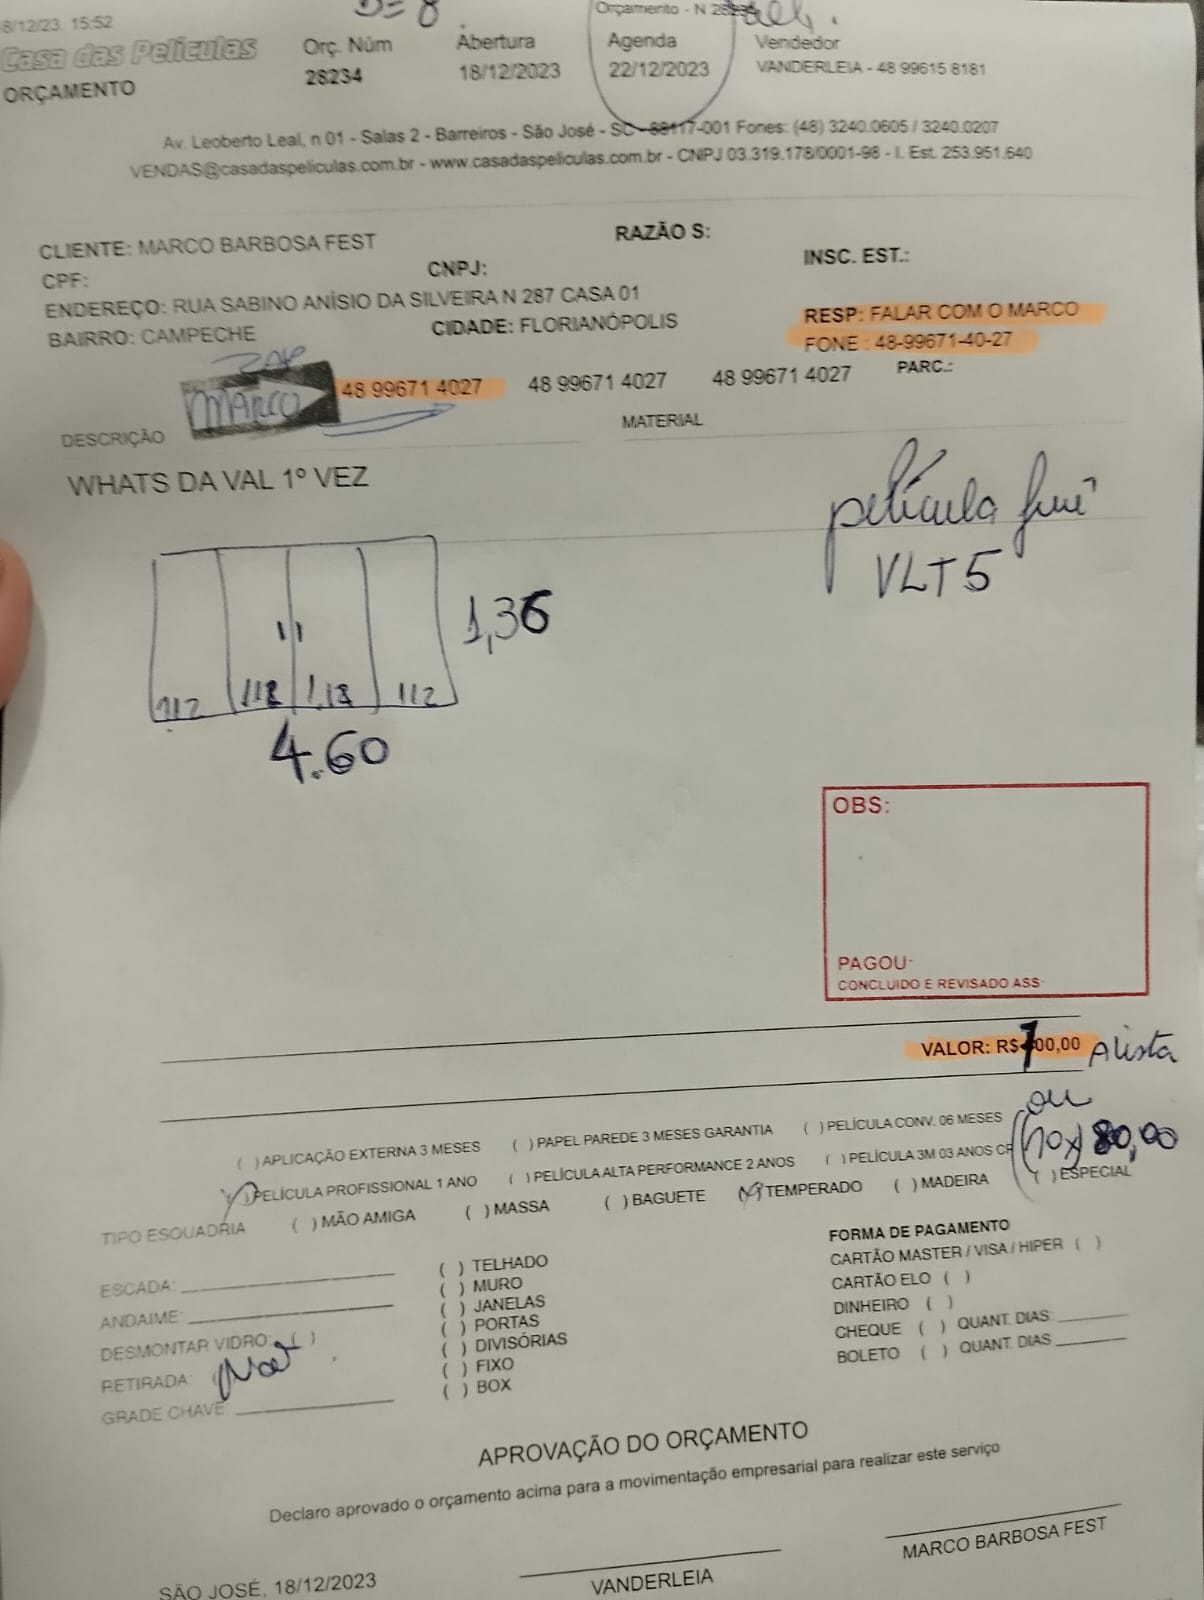 8/12/23, 15:52
Orçamento - N 28234
Casa das Películas
Orç. Núm
Abertura
Agenda
Vendedor
ORÇAMENTO
28234
18/12/2023
22/12/2023
VANDERLEIA - 48 99615 8181
Av. Leoberto Leal, n 01 - Salas 2 - Barreiros - São José - SC - 88117-001 Fones: (48) 3240.0605 / 3240.0207
VENDAS@casadaspeliculas.com.br - www.casadaspeliculas.com.br - CNPJ 03.319.178/0001-98 - I. Est. 253.951.640
CLIENTE: MARCO BARBOSA FEST
RAZÃO S:
CPF:
CNPJ:
INSC. EST.:
ENDEREÇO: RUA SABINO ANÍSIO DA SILVEIRA N 287 CASA 01
BAIRRO: CAMPECHE
CIDADE: FLORIANÓPOLIS
RESP: FALAR COM O MARCO
FONE : 48-99671-40-27
Zap
MARCO
48 99671 4027
48 99671 4027
48 99671 4027
PARC.:
DESCRIÇÃO
MATERIAL
WHATS DA VAL 1º VEZ
película fumê
VLT5
1,36
112
118
1,18
112
4.60
OBS:
PAGOU-
CONCLUIDO E REVISADO ASS-
VALOR: R$ 700,00
A lista
ou
10x 80,00
( )APLICAÇÃO EXTERNA 3 MESES
( )PAPEL PAREDE 3 MESES GARANTIA
( )PELÍCULA CONV. 06 MESES
( )PELÍCULA PROFISSIONAL 1 ANO
( )PELÍCULA ALTA PERFORMANCE 2 ANOS
( )PELÍCULA 3M 03 ANOS
TIPO ESQUADRIA
( )MÃO AMIGA
( )MASSA
( )BAGUETE
( )TEMPERADO
( )MADEIRA
( )ESPECIAL
ESCADA:
ANDAIME:
DESMONTAR VIDRO: ( )
RETIRADA:
GRADE CHAVE:
( ) TELHADO
( ) MURO
( ) JANELAS
( ) PORTAS
( ) DIVISÓRIAS
( ) FIXO
( ) BOX
FORMA DE PAGAMENTO
CARTÃO MASTER / VISA / HIPER ( )
CARTÃO ELO ( )
DINHEIRO ( )
CHEQUE ( ) QUANT. DIAS:
BOLETO ( ) QUANT. DIAS
APROVAÇÃO DO ORÇAMENTO
Declaro aprovado o orçamento acima para a movimentação empresarial para realizar este serviço
SÃO JOSÉ, 18/12/2023
VANDERLEIA
MARCO BARBOSA FEST